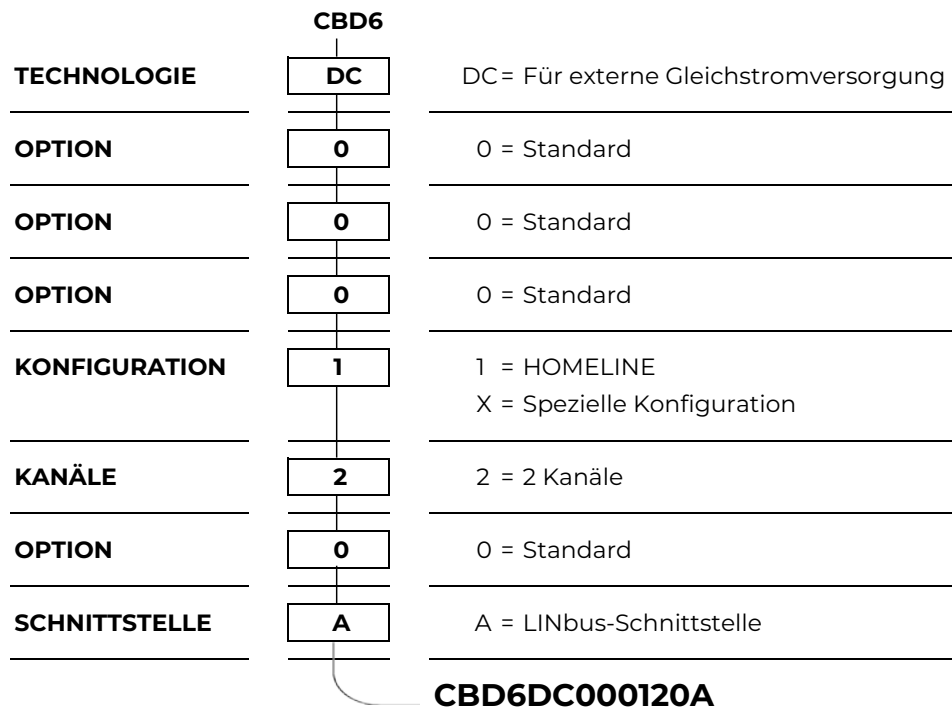 CBD6
TECHNOLOGIE DC DC = Für externe Gleichstromversorgung
OPTION 0 0 = Standard
OPTION 0 0 = Standard
OPTION 0 0 = Standard
KONFIGURATION 1 1 = HOMELINE
X = Spezielle Konfiguration
KANÄLE 2 2 = 2 Kanäle
OPTION 0 0 = Standard
SCHNITTSTELLE A A = LINbus-Schnittstelle
CBD6DC000120A